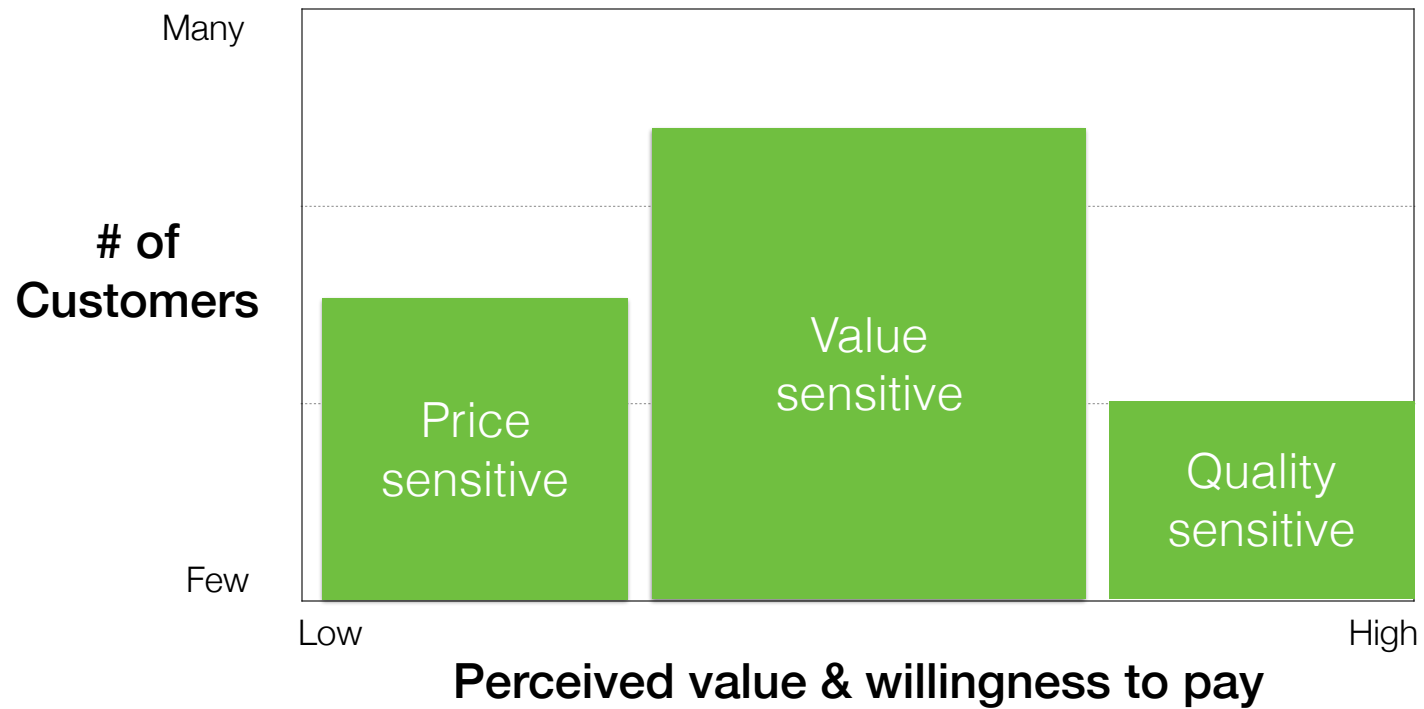 Many
# of
Customers
Few
Price
sensitive
Value
sensitive
Quality
sensitive
Low
High
Perceived value & willingness to pay